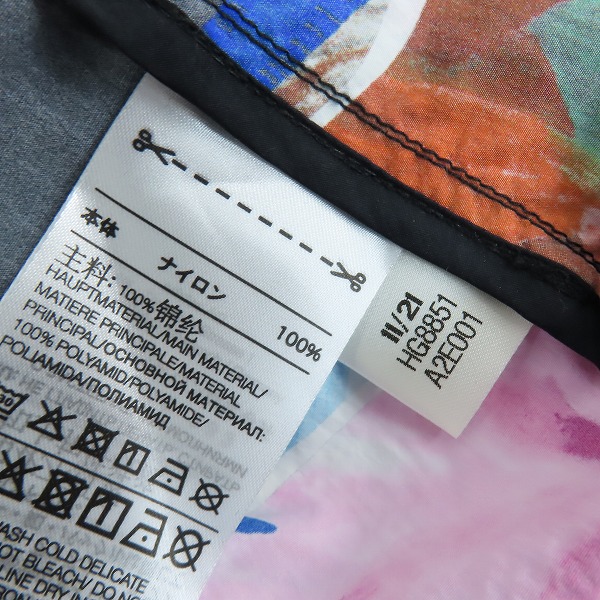 本体
ナイロン
100%
主料: 100%锦纶
HAUPTMATERIAL/MAIN MATERIAL/
MATIERE PRINCIPALE/MATERIAL
PRINCIPAL/ОСНОВНОЙ МАТЕРИАЛ:
100% POLYAMID/POLYAMIDE/
POLIAMIDA/ПОЛИАМИД
WASH COLD DELICATE
NOT BLEACH/ DO NO
LINE DRY IN
11/21
HG8851
A2E001